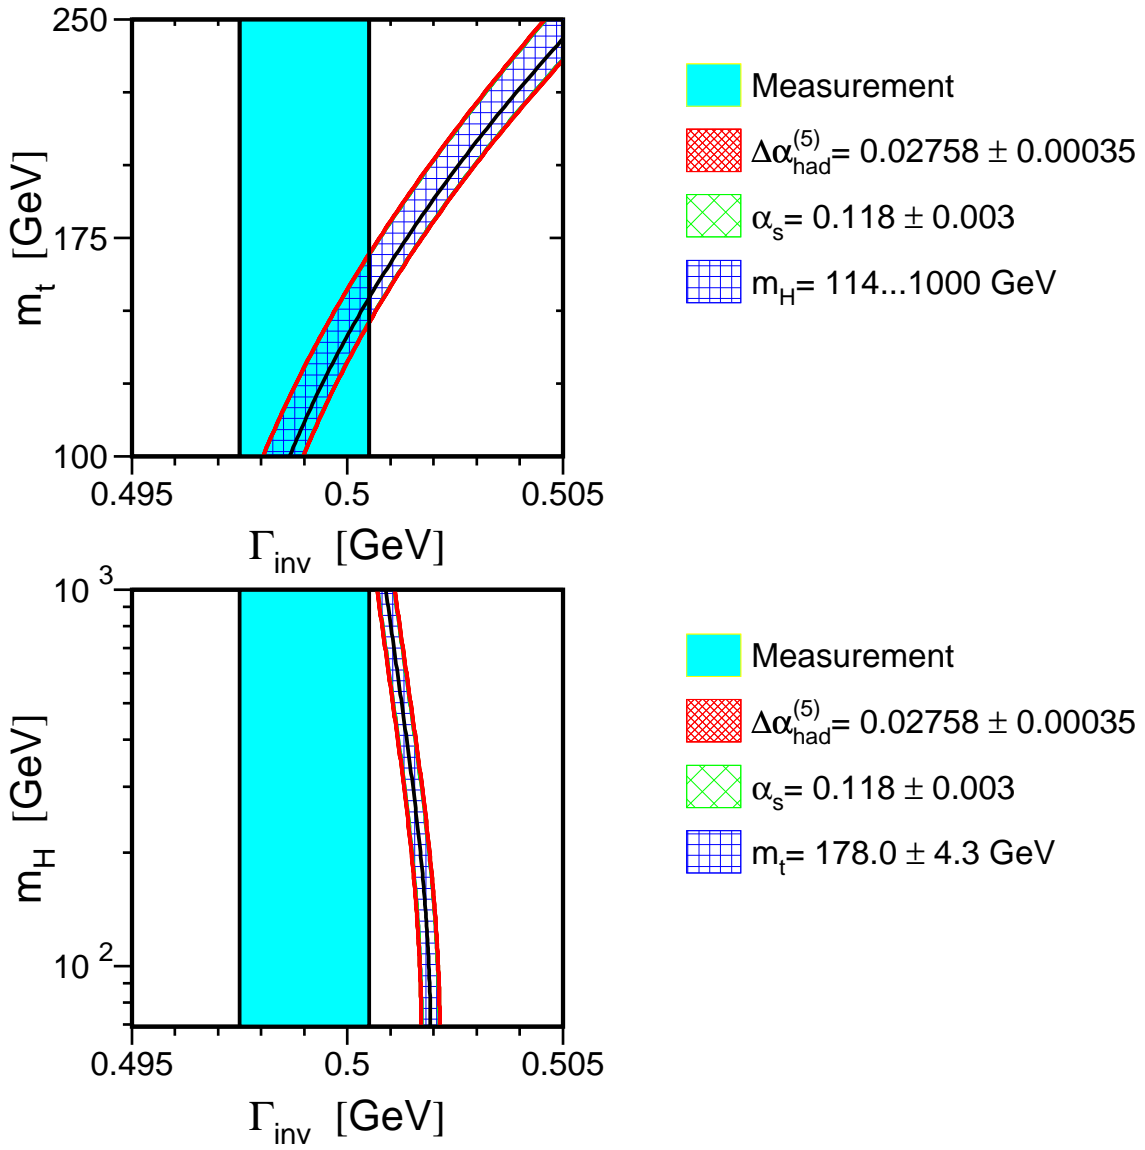 250
175
100
m_t [GeV]
0.495 0.5 0.505
Γ_inv [GeV]
Measurement
Δα_had^(5)= 0.02758 ± 0.00035
α_s= 0.118 ± 0.003
m_H= 114...1000 GeV
10^3
10^2
m_H [GeV]
0.495 0.5 0.505
Γ_inv [GeV]
Measurement
Δα_had^(5)= 0.02758 ± 0.00035
α_s= 0.118 ± 0.003
m_t= 178.0 ± 4.3 GeV